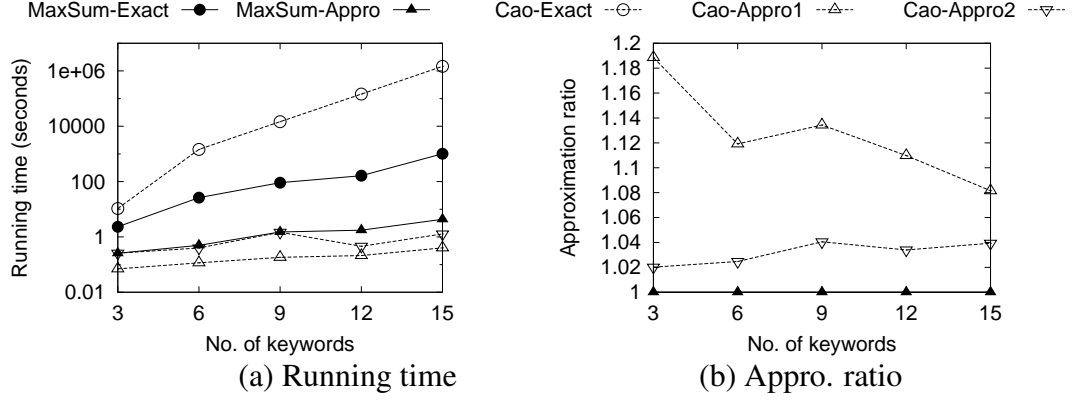 MaxSum-Exact MaxSum-Appro Cao-Exact Cao-Appro1 Cao-Appro2
Running time (seconds)
1e+06
10000
100
1
0.01
3 6 9 12 15
No. of keywords
(a) Running time
Approximation ratio
1.2
1.18
1.16
1.14
1.12
1.1
1.08
1.06
1.04
1.02
1
3 6 9 12 15
No. of keywords
(b) Appro. ratio